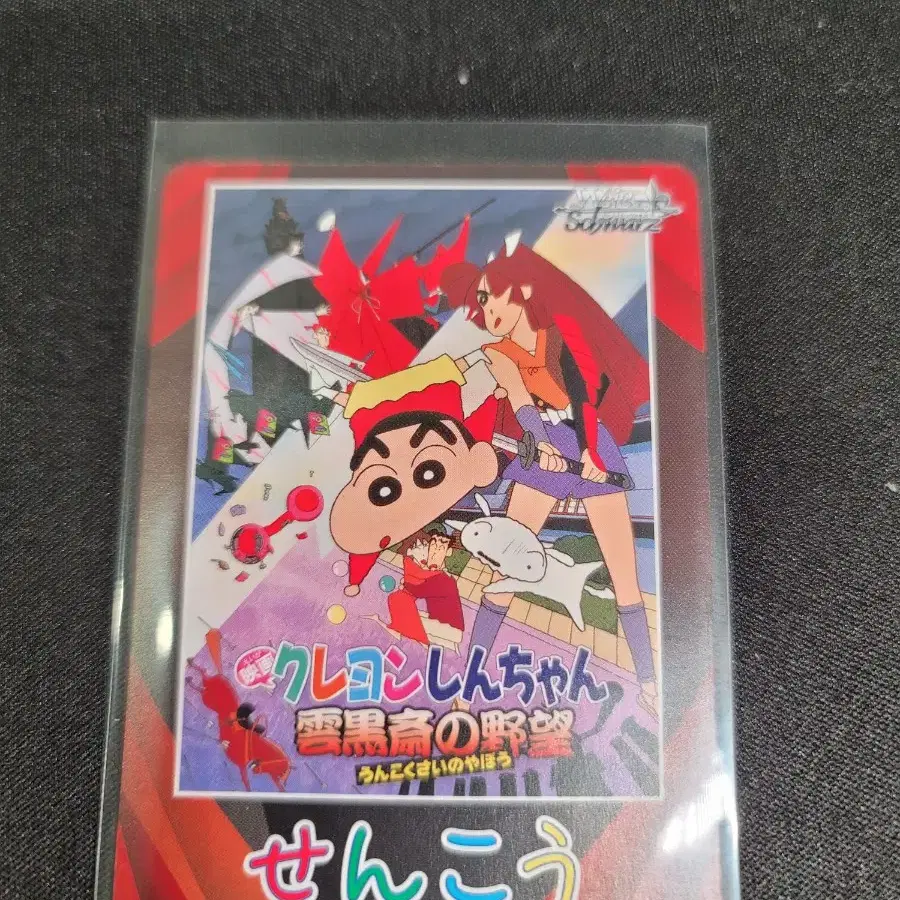 Weiß
Schwarz
映画
クレヨンしんちゃん
雲黒斎の野望
うんこくさいのやぼう
せんこう